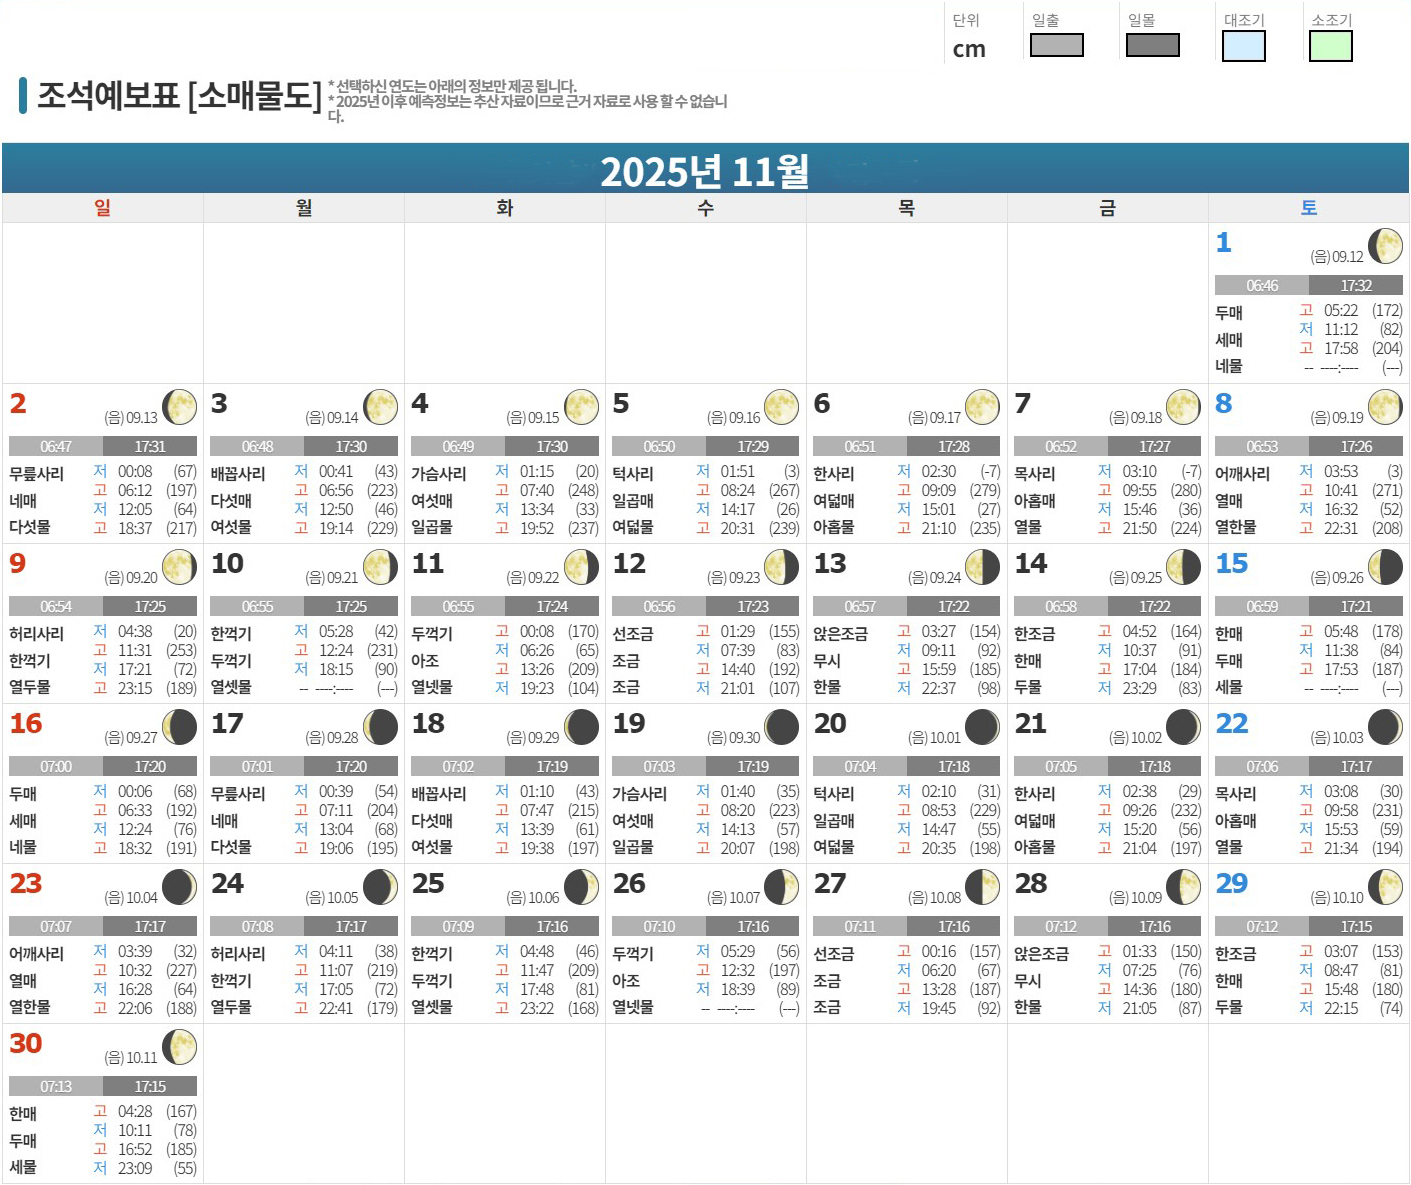 단위 일출 일몰 대조기 소조기
cm
조석예보표 [소매물도]
* 선택하신 연도는 아래의 정보만 제공 됩니다.
* 2025년 이후 예측정보는 추산 자료이므로 근거 자료로 사용 할 수 없습니
다.
2025년 11월
일 월 화 수 목 금 토
1 (음) 09.12
06:46 17:32
두매
세매
네물
고 05:22 (172)
저 11:12 (82)
고 17:58 (204)
-- ----:---- (---)
2 (음) 09.13
06:47 17:31
무릎사리
네매
다섯물
저 00:08 (67)
고 06:12 (197)
저 12:05 (64)
고 18:37 (217)
3 (음) 09.14
06:48 17:30
배꼽사리
다섯매
여섯물
저 00:41 (43)
고 06:56 (223)
저 12:50 (46)
고 19:14 (229)
4 (음) 09.15
06:49 17:30
가슴사리
여섯매
일곱물
저 01:15 (20)
고 07:40 (248)
저 13:34 (33)
고 19:52 (237)
5 (음) 09.16
06:50 17:29
턱사리
일곱매
여덟물
저 01:51 (3)
고 08:24 (267)
저 14:17 (26)
고 20:31 (239)
6 (음) 09.17
06:51 17:28
한사리
여덟매
아홉물
저 02:30 (-7)
고 09:09 (279)
저 15:01 (27)
고 21:10 (235)
7 (음) 09.18
06:52 17:27
목사리
아홉매
열물
저 03:10 (-7)
고 09:55 (280)
저 15:46 (36)
고 21:50 (224)
8 (음) 09.19
06:53 17:26
어깨사리
열매
열한물
저 03:53 (3)
고 10:41 (271)
저 16:32 (52)
고 22:31 (208)
9 (음) 09.20
06:54 17:25
허리사리
한꺽기
열두물
저 04:38 (20)
고 11:31 (253)
저 17:21 (72)
고 23:15 (189)
10 (음) 09.21
06:55 17:25
한꺽기
두꺽기
열셋물
저 05:28 (42)
고 12:24 (231)
저 18:15 (90)
-- ----:---- (---)
11 (음) 09.22
06:55 17:24
두꺽기
아조
열넷물
고 00:08 (170)
저 06:26 (65)
고 13:26 (209)
저 19:23 (104)
12 (음) 09.23
06:56 17:23
선조금
조금
조금
고 01:29 (155)
저 07:39 (83)
고 14:40 (192)
저 21:01 (107)
13 (음) 09.24
06:57 17:22
앉은조금
무시
한물
고 03:27 (154)
저 09:11 (92)
고 15:59 (185)
저 22:37 (98)
14 (음) 09.25
06:58 17:22
한조금
한매
두물
고 04:52 (164)
저 10:37 (91)
고 17:04 (184)
저 23:29 (83)
15 (음) 09.26
06:59 17:21
한매
두매
세물
고 05:48 (178)
저 11:38 (84)
고 17:53 (187)
-- ----:---- (---)
16 (음) 09.27
07:00 17:20
두매
세매
네물
저 00:06 (68)
고 06:33 (192)
저 12:24 (76)
고 18:32 (191)
17 (음) 09.28
07:01 17:20
무릎사리
네매
다섯물
저 00:39 (54)
고 07:11 (204)
저 13:04 (68)
고 19:06 (195)
18 (음) 09.29
07:02 17:19
배꼽사리
다섯매
여섯물
저 01:10 (43)
고 07:47 (215)
저 13:39 (61)
고 19:38 (197)
19 (음) 09.30
07:03 17:19
가슴사리
여섯매
일곱물
저 01:40 (35)
고 08:20 (223)
저 14:13 (57)
고 20:07 (198)
20 (음) 10.01
07:04 17:18
턱사리
일곱매
여덟물
저 02:10 (31)
고 08:53 (229)
저 14:47 (55)
고 20:35 (198)
21 (음) 10.02
07:05 17:18
한사리
여덟매
아홉물
저 02:38 (29)
고 09:26 (232)
저 15:20 (56)
고 21:04 (197)
22 (음) 10.03
07:06 17:17
목사리
아홉매
열물
저 03:08 (30)
고 09:58 (231)
저 15:53 (59)
고 21:34 (194)
23 (음) 10.04
07:07 17:17
어깨사리
열매
열한물
저 03:39 (32)
고 10:32 (227)
저 16:28 (64)
고 22:06 (188)
24 (음) 10.05
07:08 17:17
허리사리
한꺽기
열두물
저 04:11 (38)
고 11:07 (219)
저 17:05 (72)
고 22:41 (179)
25 (음) 10.06
07:09 17:16
한꺽기
두꺽기
열셋물
저 04:48 (46)
고 11:47 (209)
저 17:48 (81)
고 23:22 (168)
26 (음) 10.07
07:10 17:16
두꺽기
아조
열넷물
저 05:29 (56)
고 12:32 (197)
저 18:39 (89)
-- ----:---- (---)
27 (음) 10.08
07:11 17:16
선조금
조금
조금
고 00:16 (157)
저 06:20 (67)
고 13:28 (187)
저 19:45 (92)
28 (음) 10.09
07:12 17:16
앉은조금
무시
한물
고 01:33 (150)
저 07:25 (76)
고 14:36 (180)
저 21:05 (87)
29 (음) 10.10
07:12 17:15
한조금
한매
두물
고 03:07 (153)
저 08:47 (81)
고 15:48 (180)
저 22:15 (74)
30 (음) 10.11
07:13 17:15
한매
두매
세물
고 04:28 (167)
저 10:11 (78)
고 16:52 (185)
저 23:09 (55)